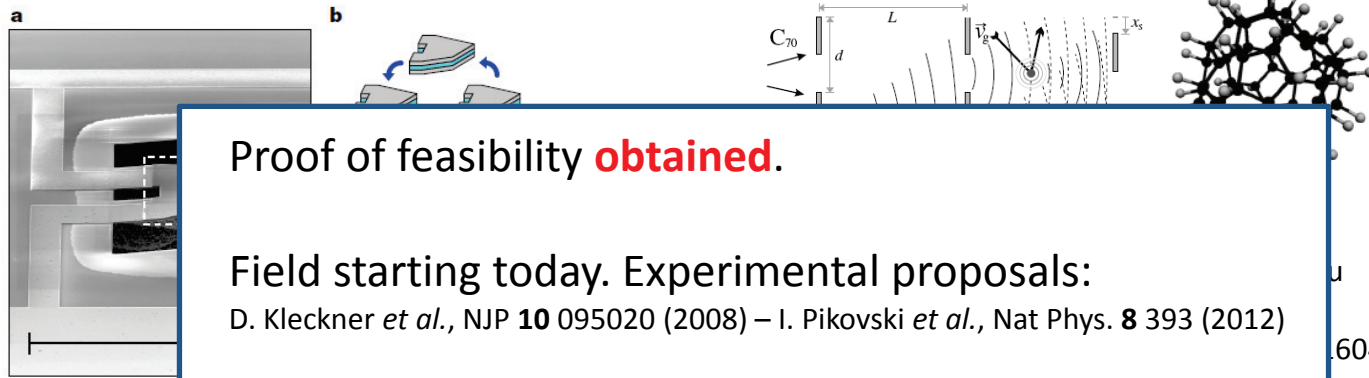 a
b
L
C₇₀
d
v⃗g
xₛ
Proof of feasibility obtained.
Field starting today. Experimental proposals:
D. Kleckner et al., NJP 10 095020 (2008) – I. Pikovski et al., Nat Phys. 8 393 (2012)